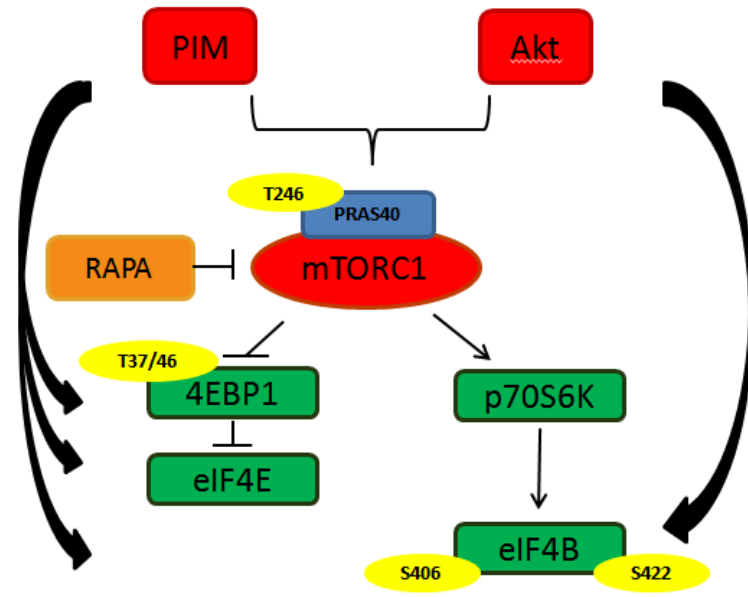 PIM
Akt
T246
PRAS40
RAPA
mTORC1
T37/46
4EBP1
p70S6K
eIF4E
eIF4B
S406
S422